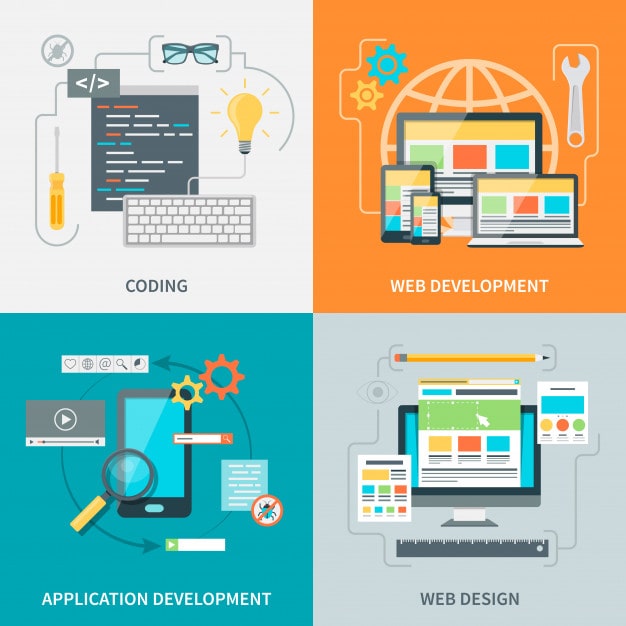 </>
CODING
WEB DEVELOPMENT
@
APPLICATION DEVELOPMENT
WEB DESIGN